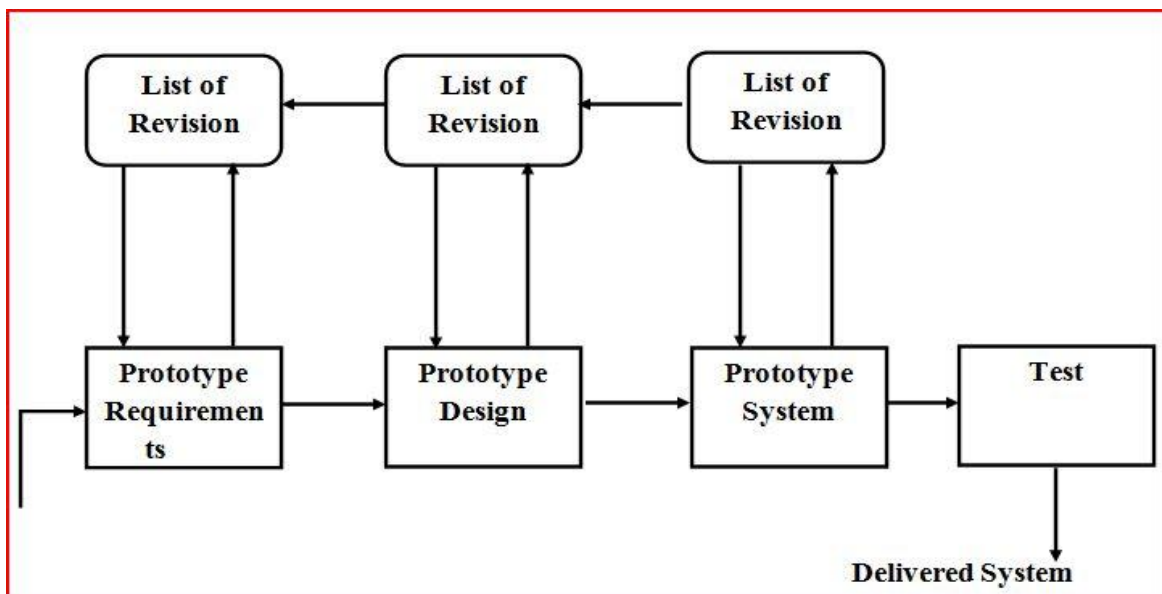 List of
Revision
List of
Revision
List of
Revision
Prototype
Requiremen
ts
Prototype
Design
Prototype
System
Test
Delivered System